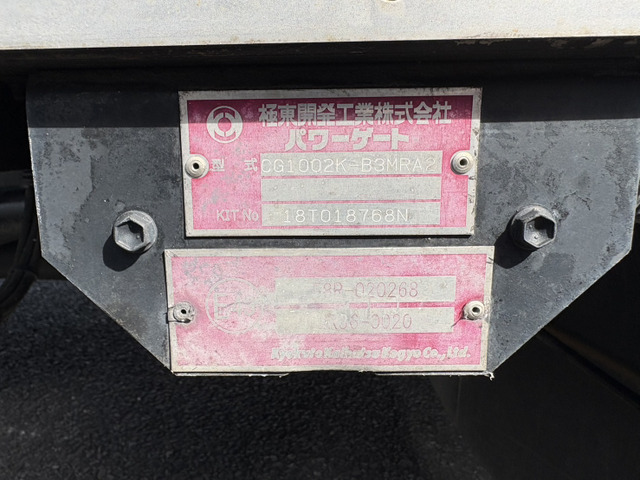 極東開発工業株式会社
パワーゲート
型式 CG1002K-B3MRA2
KIT No 18T018768N
020268
Kyokuto Kaihatsu Kogyo Co., Ltd.